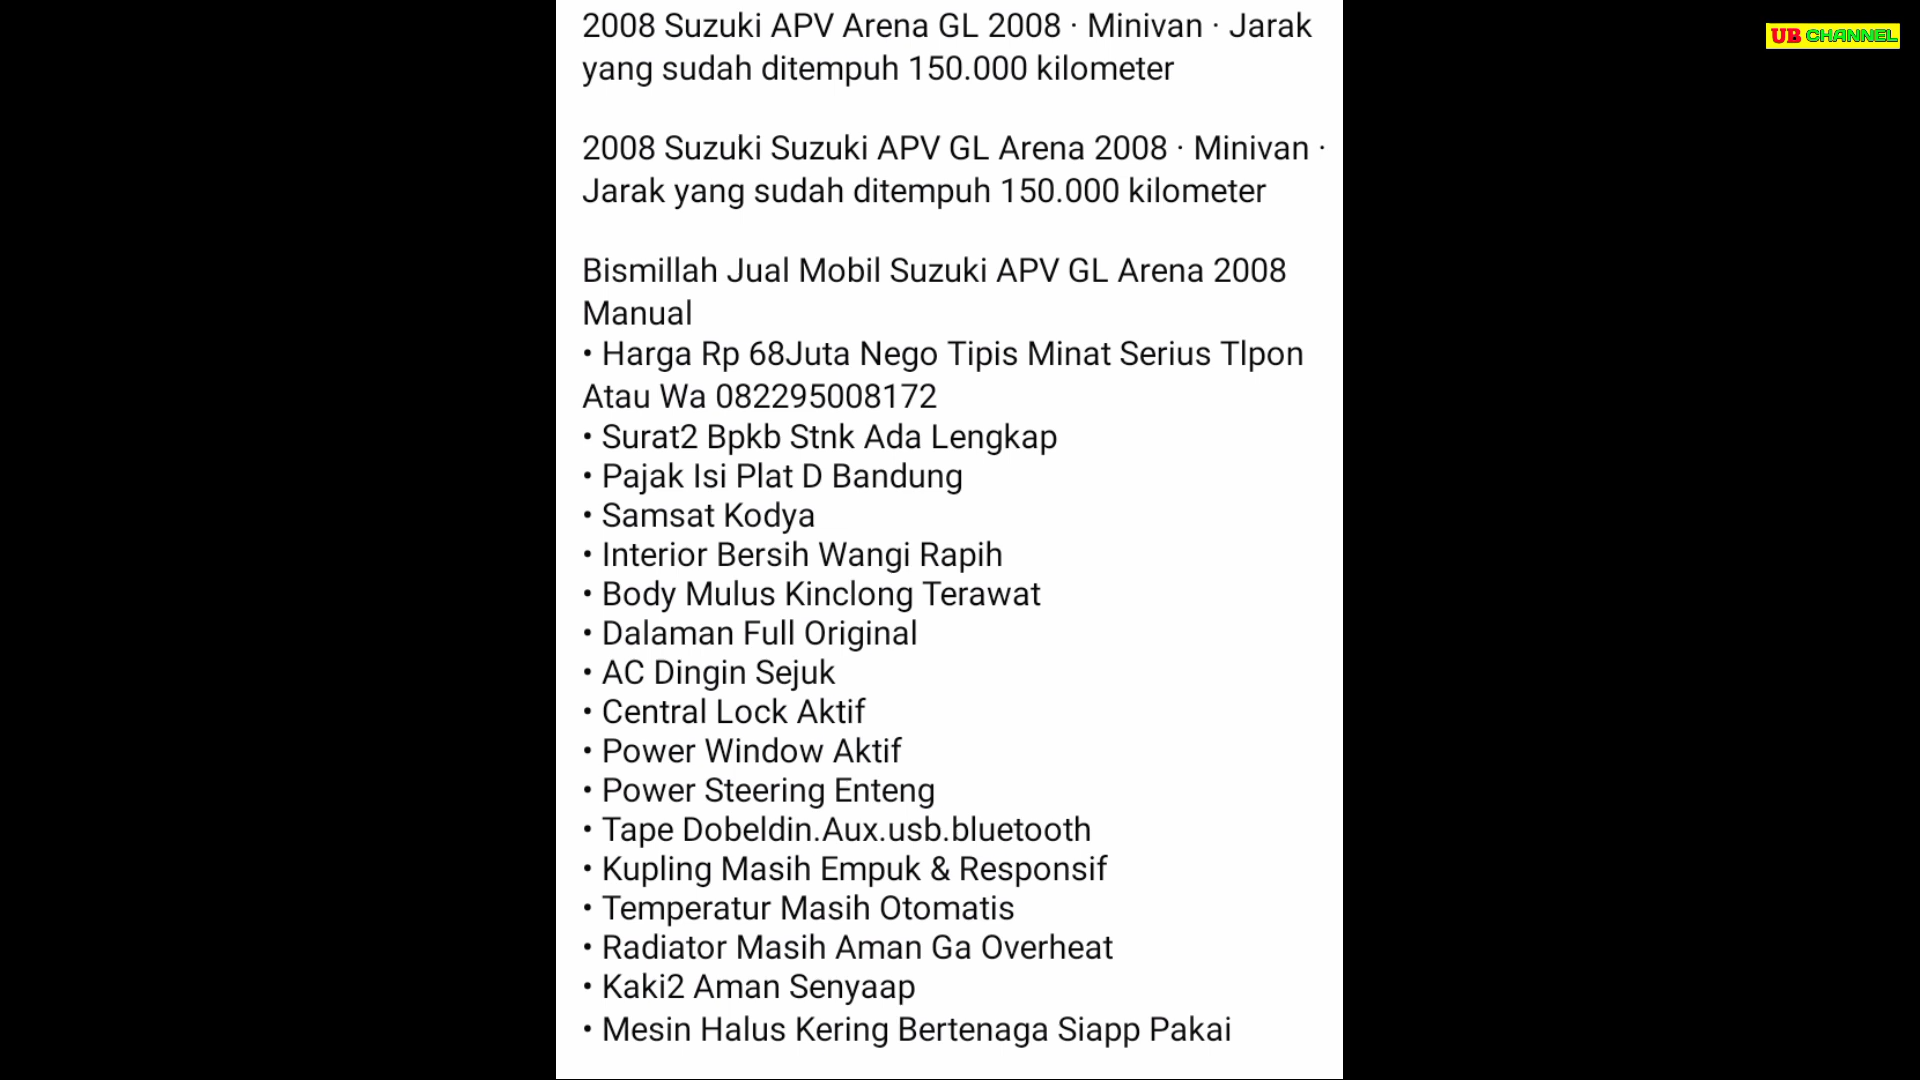 2008 Suzuki APV Arena GL 2008 · Minivan · Jarak
yang sudah ditempuh 150.000 kilometer
2008 Suzuki Suzuki APV GL Arena 2008 · Minivan ·
Jarak yang sudah ditempuh 150.000 kilometer
Bismillah Jual Mobil Suzuki APV GL Arena 2008
Manual
• Harga Rp 68Juta Nego Tipis Minat Serius Tlpon
Atau Wa 082295008172
• Surat2 Bpkb Stnk Ada Lengkap
• Pajak Isi Plat D Bandung
• Samsat Kodya
• Interior Bersih Wangi Rapih
• Body Mulus Kinclong Terawat
• Dalaman Full Original
• AC Dingin Sejuk
• Central Lock Aktif
• Power Window Aktif
• Power Steering Enteng
• Tape Dobeldin.Aux.usb.bluetooth
• Kupling Masih Empuk & Responsif
• Temperatur Masih Otomatis
• Radiator Masih Aman Ga Overheat
• Kaki2 Aman Senyaap
• Mesin Halus Kering Bertenaga Siapp Pakai
UB CHANNEL